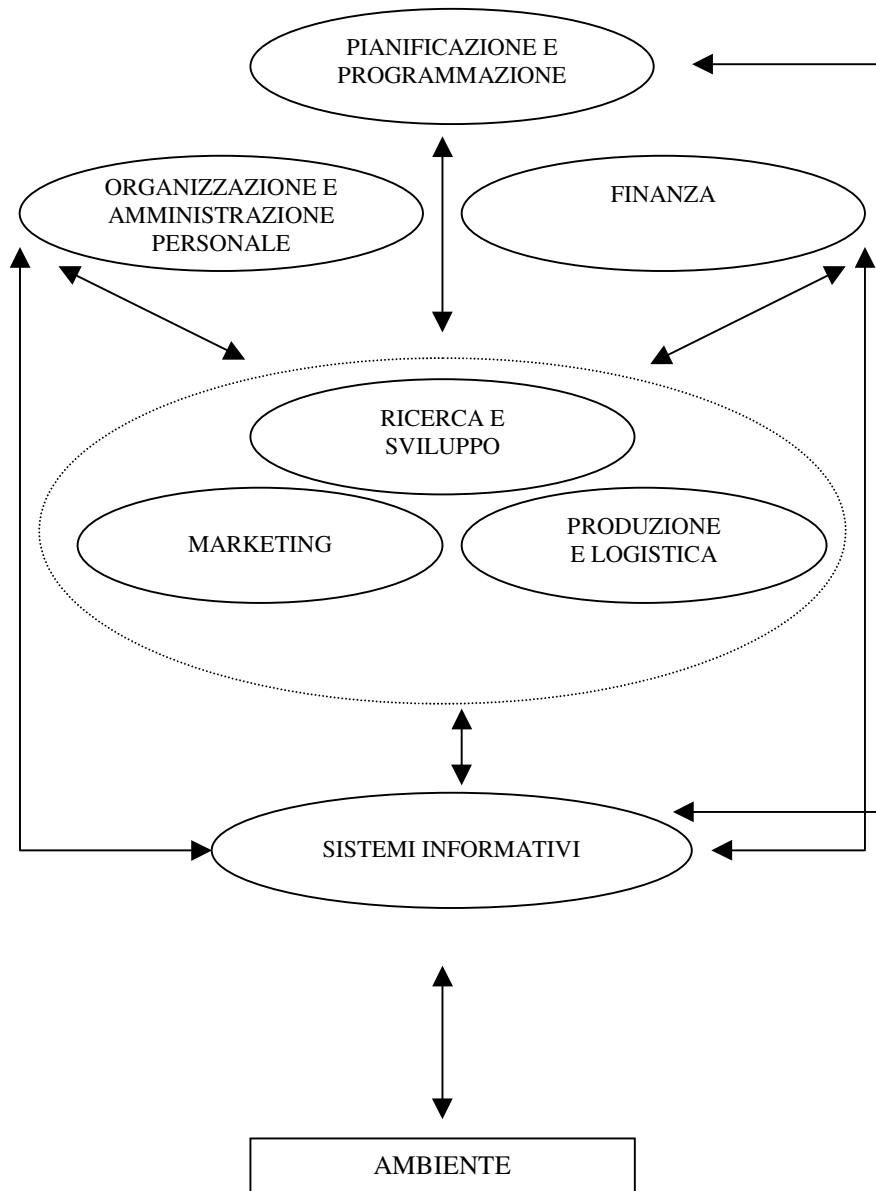 PIANIFICAZIONE E
PROGRAMMAZIONE
ORGANIZZAZIONE E
AMMINISTRAZIONE
PERSONALE
FINANZA
RICERCA E
SVILUPPO
MARKETING
PRODUZIONE
E LOGISTICA
SISTEMI INFORMATIVI
AMBIENTE